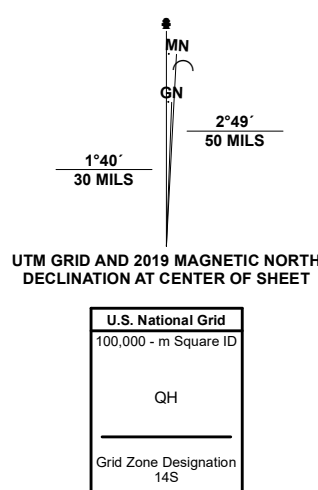 MN
GN
2°49´
50 MILS
1°40´
30 MILS
UTM GRID AND 2019 MAGNETIC NORTH
DECLINATION AT CENTER OF SHEET
U.S. National Grid
100,000 - m Square ID
QH
Grid Zone Designation
14S